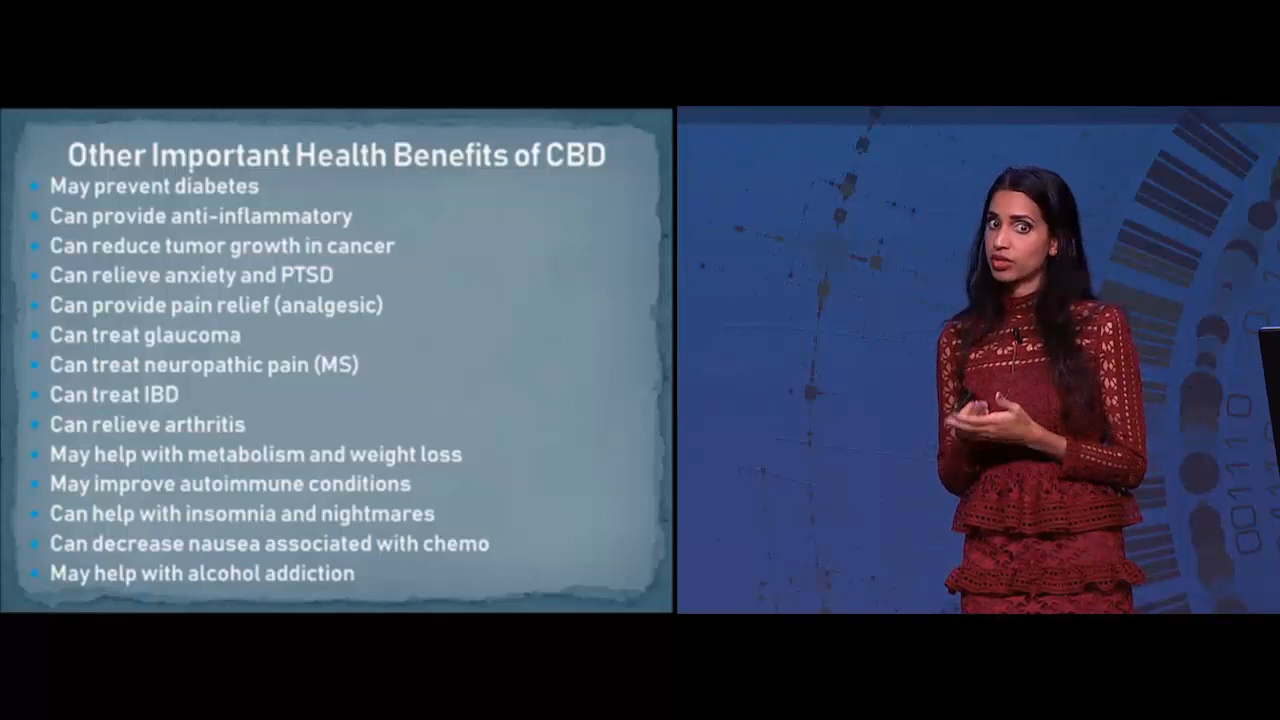 Other Important Health Benefits of CBD
May prevent diabetes
Can provide anti-inflammatory
Can reduce tumor growth in cancer
Can relieve anxiety and PTSD
Can provide pain relief (analgesic)
Can treat glaucoma
Can treat neuropathic pain (MS)
Can treat IBD
Can relieve arthritis
May help with metabolism and weight loss
May improve autoimmune conditions
Can help with insomnia and nightmares
Can decrease nausea associated with chemo
May help with alcohol addiction